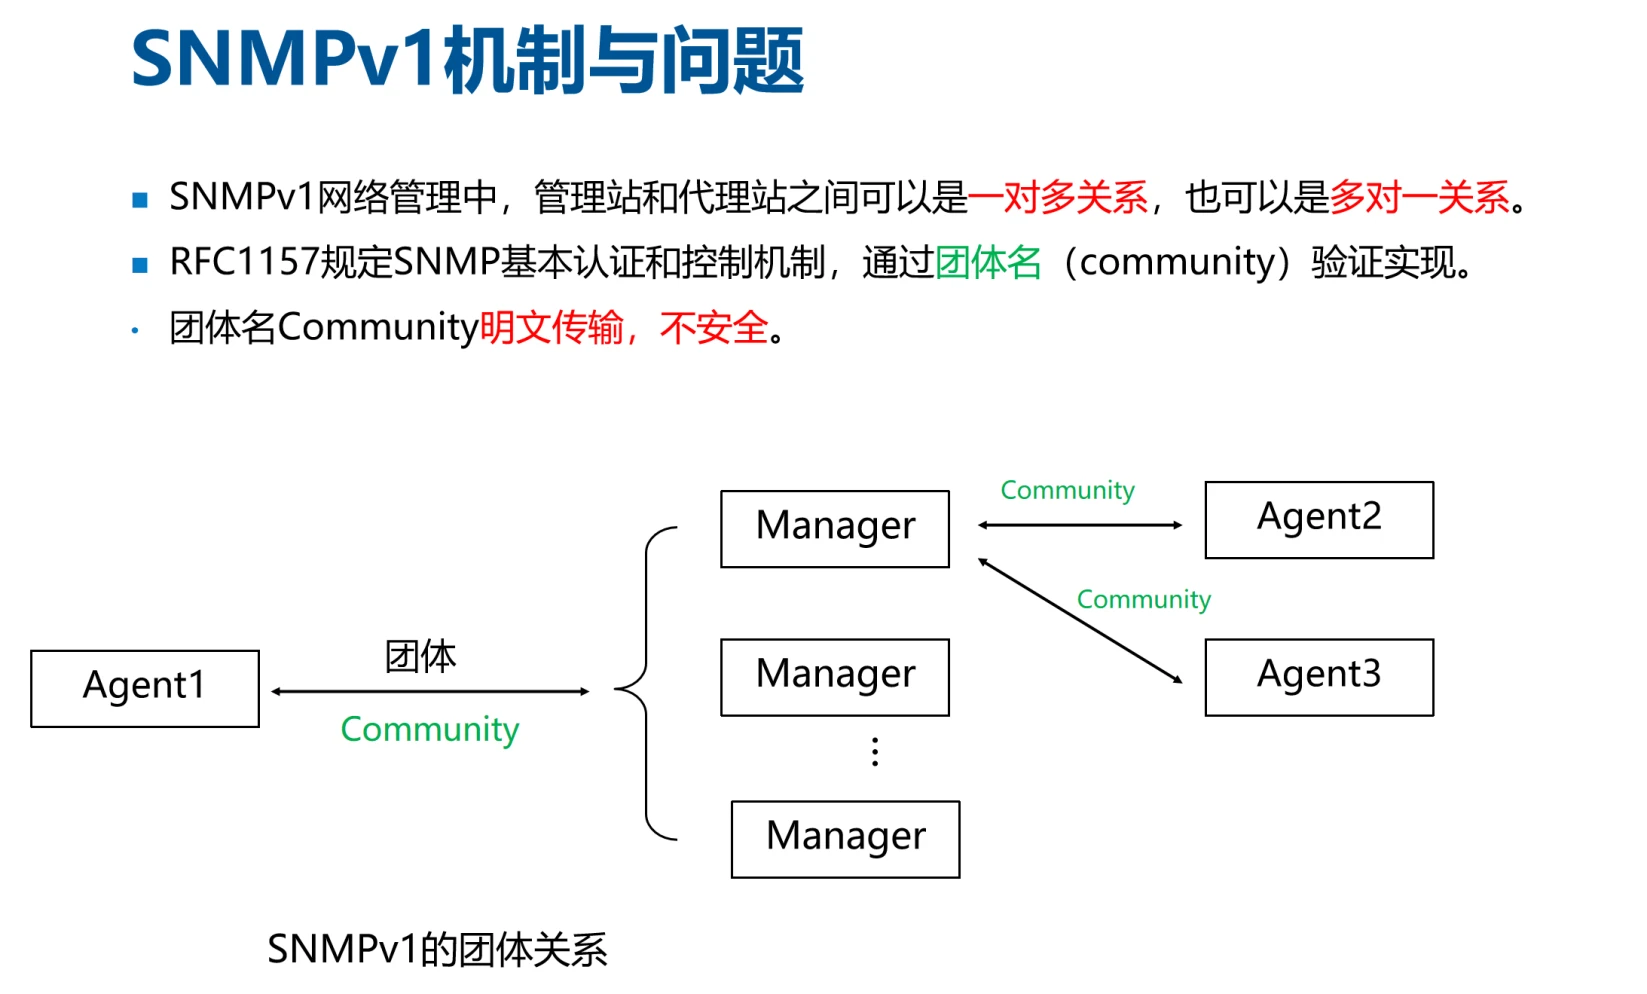 SNMPv1机制与问题
SNMPv1网络管理中，管理站和代理站之间可以是一对多关系，也可以是多对一关系。
RFC1157规定SNMP基本认证和控制机制，通过团体名（community）验证实现。
团体名Community明文传输，不安全。
Community
Manager
Agent2
Community
团体
Agent1
Manager
Agent3
Community
⋮
Manager
SNMPv1的团体关系